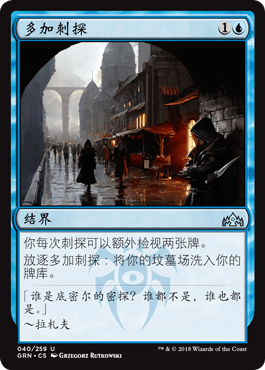 多加刺探
1
结界
你每次刺探可以额外检视两张牌。
放逐多加刺探：将你的坟墓场洗入你的
牌库。
「谁是底密尔的密探？谁都不是，谁也都
是。」
～拉札夫
040/259 U
GRN • CS GRZEGORZ RUTKOWSKI
™ & © 2018 Wizards of the Coast